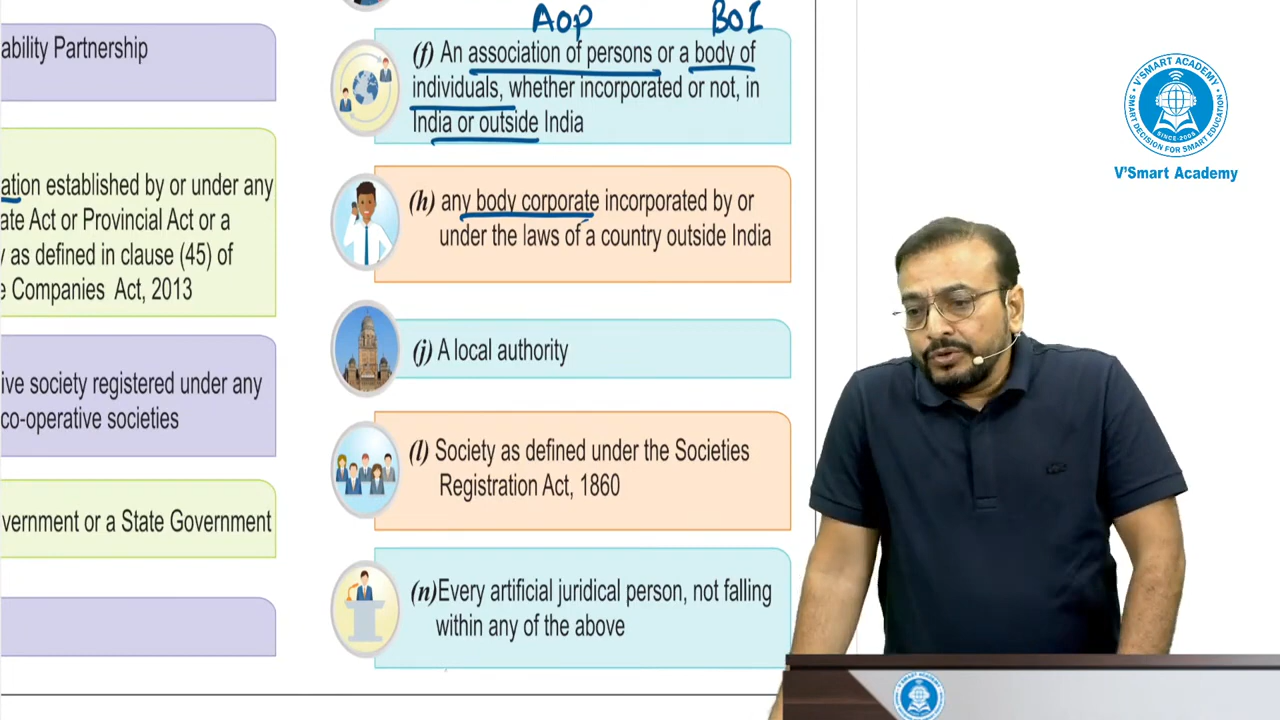 ability Partnership
ation established by or under any
ate Act or Provincial Act or a
y as defined in clause (45) of
e Companies Act, 2013
ive society registered under any
co-operative societies
vernment or a State Government
AOP BOI
(f) An association of persons or a body of
individuals, whether incorporated or not, in
India or outside India
(h) any body corporate incorporated by or
under the laws of a country outside India
(j) A local authority
(l) Society as defined under the Societies
Registration Act, 1860
(n) Every artificial juridical person, not falling
within any of the above
V'SMART ACADEMY
SMART DECISION FOR SMART EDUCATION
SINCE-2008
V'Smart Academy